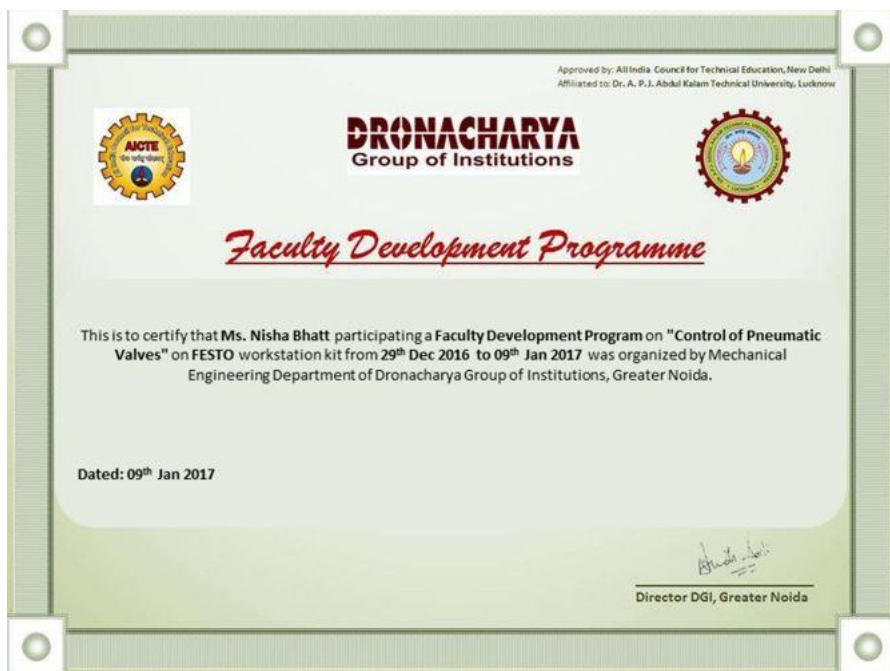 Approved by: All India Council for Technical Education, New Delhi
Affiliated to: Dr. A. P. J. Abdul Kalam Technical University, Lucknow
AICTE
DRONACHARYA
Group of Institutions
Faculty Development Programme
This is to certify that Ms. Nisha Bhatt participating a Faculty Development Program on "Control of Pneumatic
Valves" on FESTO workstation kit from 29th Dec 2016 to 09th Jan 2017 was organized by Mechanical
Engineering Department of Dronacharya Group of Institutions, Greater Noida.
Dated: 09th Jan 2017
Director DGI, Greater Noida